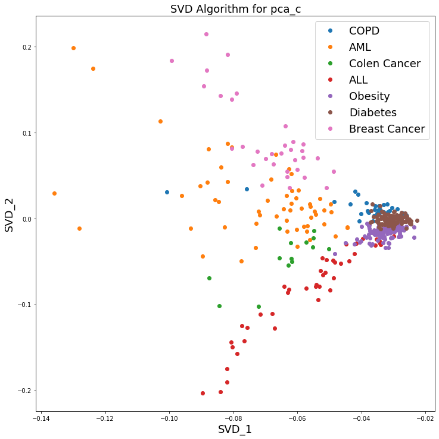 SVD Algorithm for pca_c
COPD
AML
Colen Cancer
ALL
Obesity
Diabetes
Breast Cancer
0.2
0.1
0.0
−0.1
−0.2
SVD_2
−0.14 −0.12 −0.10 −0.08 −0.06 −0.04 −0.02
SVD_1